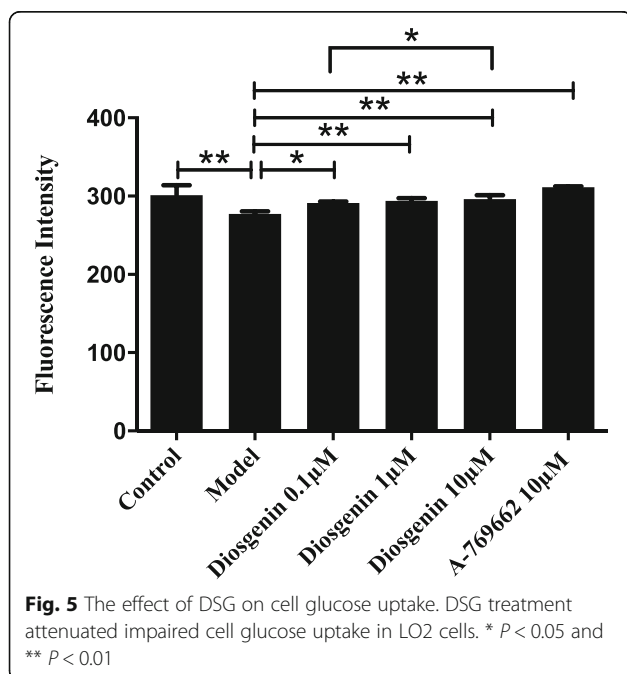 *
**
**
**
** *
400
300
200
100
0
Fluorescence Intensity
Control
Model
Diosgenin 0.1µM
Diosgenin 1µM
Diosgenin 10µM
A-769662 10µM
Fig. 5 The effect of DSG on cell glucose uptake. DSG treatment
attenuated impaired cell glucose uptake in LO2 cells. * P < 0.05 and
** P < 0.01